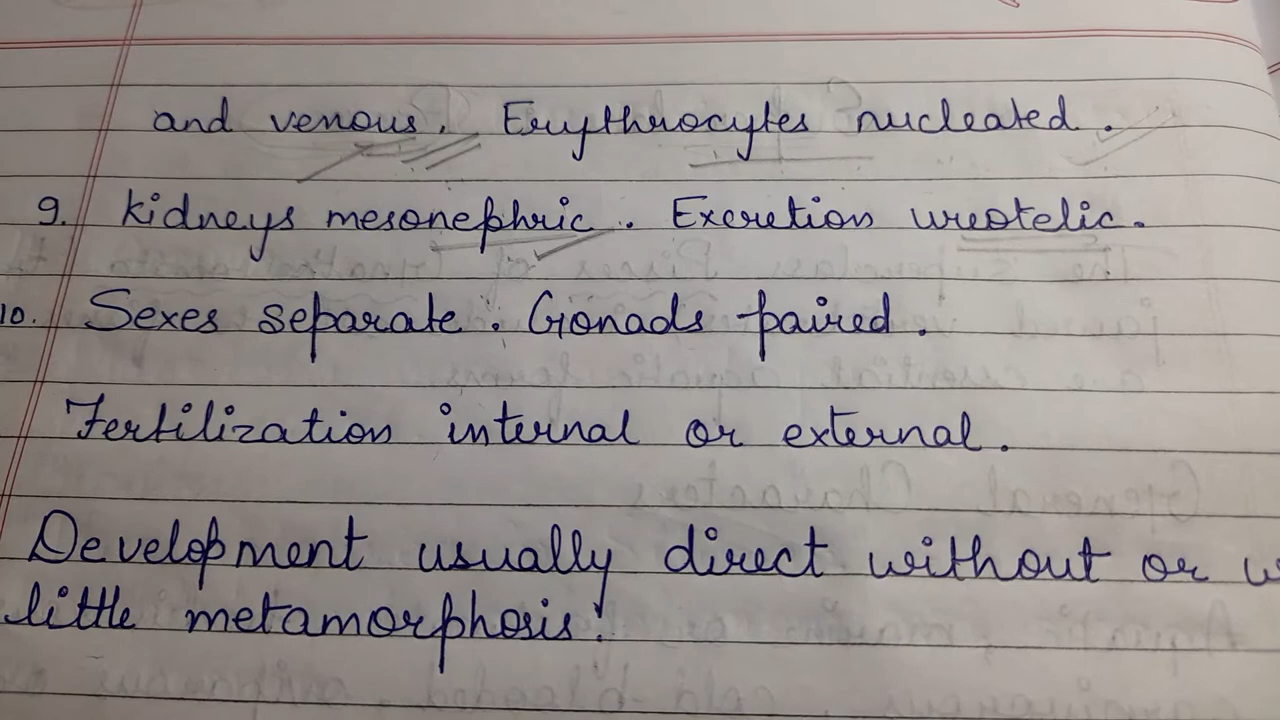 and venous. Erythrocytes nucleated.
9. Kidneys mesonephric. Excretion ureotelic.
10. Sexes separate. Gonads paired.
Fertilization internal or external.
Development usually direct without or
little metamorphosis.